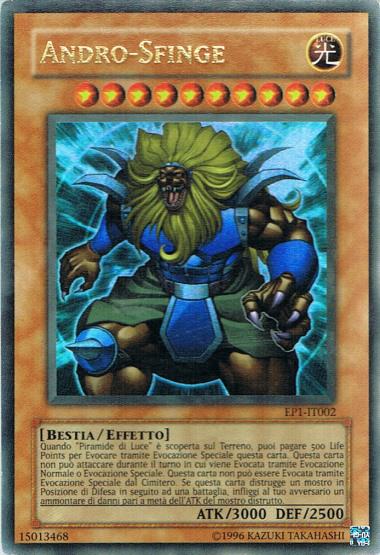 ANDRO-SFINGE
LUCE
光
EP1-IT002
[BESTIA/EFFETTO]
Quando "Piramide di Luce" è scoperta sul Terreno, puoi pagare 500 Life
Points per Evocare tramite Evocazione Speciale questa carta. Questa carta
non può attaccare durante il turno in cui viene Evocata tramite Evocazione
Normale o Evocazione Speciale. Questa carta non può essere Evocata tramite
Evocazione Speciale dal Cimitero. Se questa carta distrugge un mostro in
Posizione di Difesa in seguito ad una battaglia, infliggi al tuo avversario un
ammontare di danni pari a metà dell'ATK del mostro distrutto.
ATK/3000 DEF/2500
15013468
©1996 KAZUKI TAKAHASHI